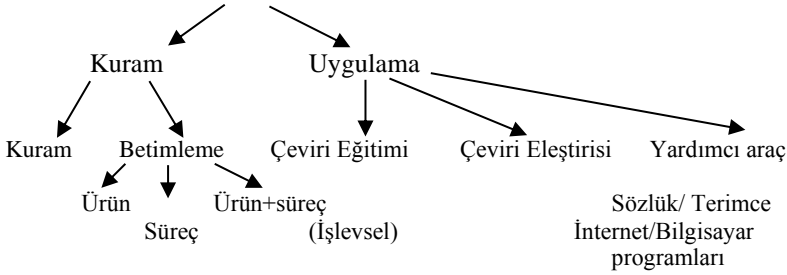 Kuram Uygulama
Kuram Betimleme Çeviri Eğitimi Çeviri Eleştirisi Yardımcı araç
Ürün Ürün+süreç Sözlük/ Terimce
Süreç (İşlevsel) İnternet/Bilgisayar
programları